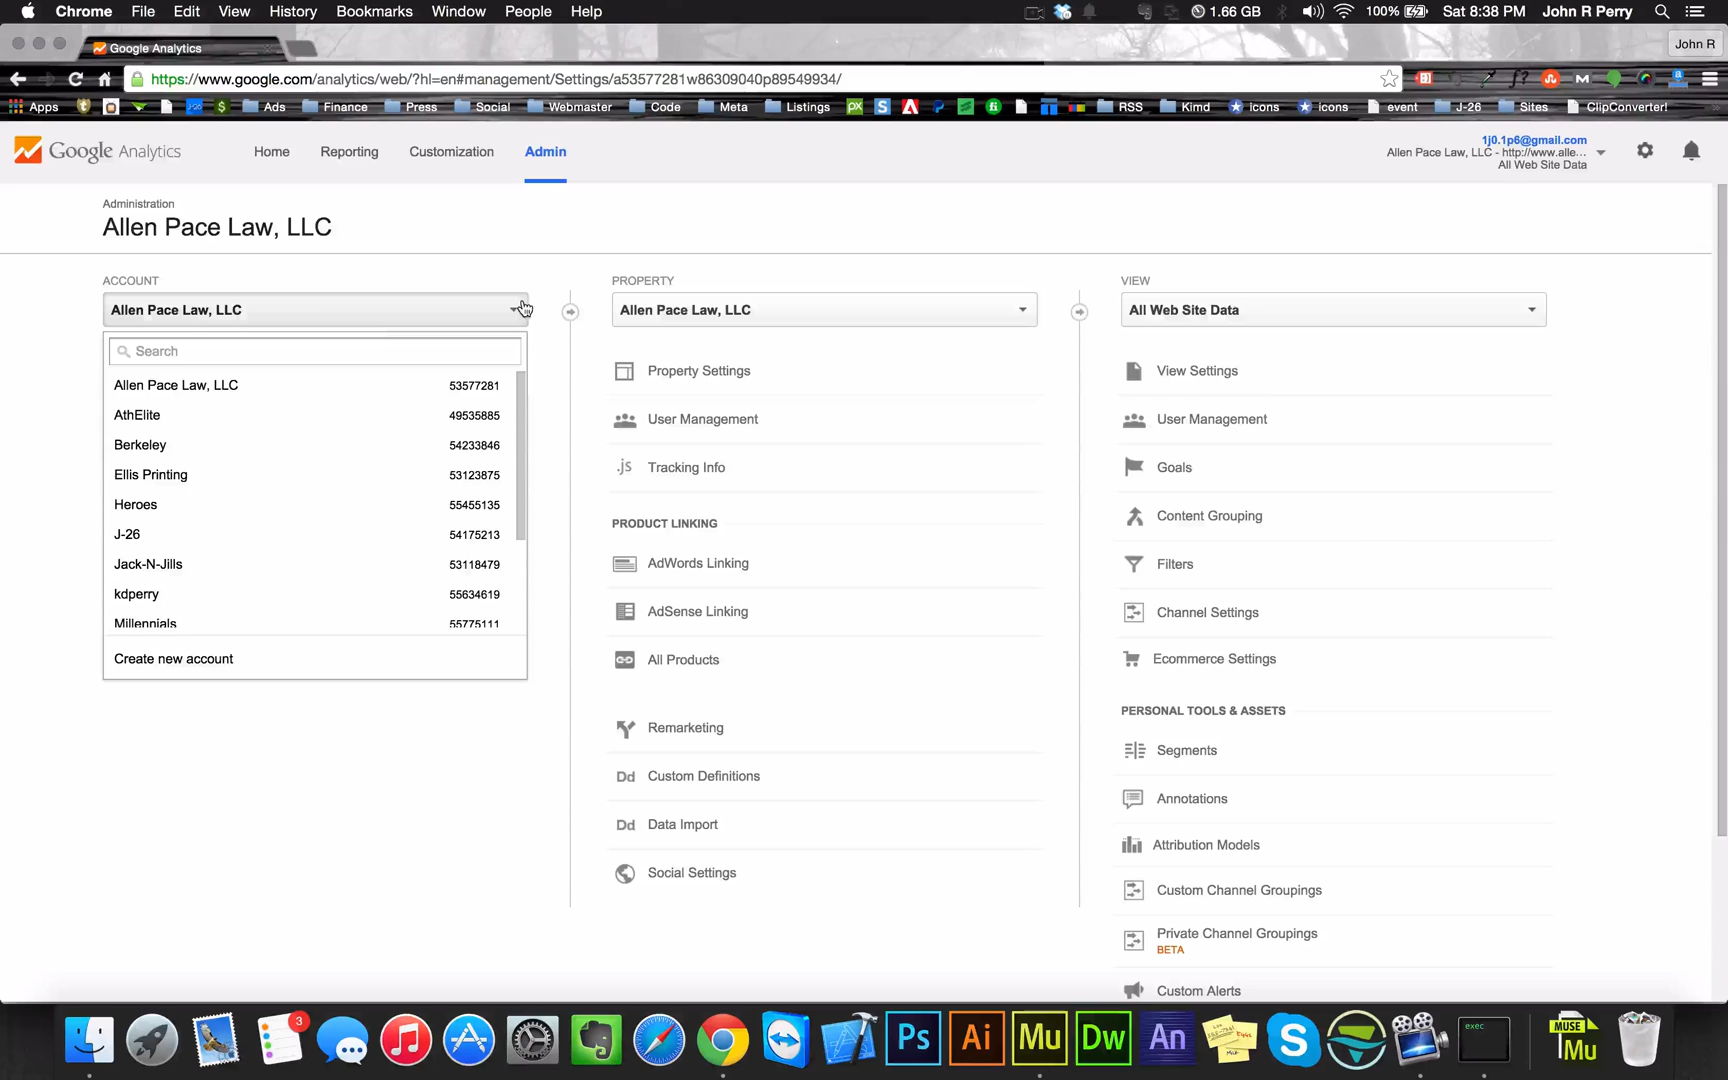 Chrome File Edit View History Bookmarks Window People Help 1.66 GB 100% Sat 8:38 PM John R Perry
Google Analytics John R
https://www.google.com/analytics/web/?hl=en#management/Settings/a53577281w86309040p89549934/
Apps Ads Finance Press Social Webmaster Code Meta Listings RSS Kimd icons icons event J-26 Sites ClipConverter!
Google Analytics Home Reporting Customization Admin
1j0.1p6@gmail.com
Allen Pace Law, LLC - http://www.alle...
All Web Site Data
Administration
Allen Pace Law, LLC
ACCOUNT
Allen Pace Law, LLC
Search
Allen Pace Law, LLC 53577281
AthElite 49535885
Berkeley 54233846
Ellis Printing 53123875
Heroes 55455135
J-26 54175213
Jack-N-Jills 53118479
kdperry 55634619
Millennials 55775111
Create new account
PROPERTY
Allen Pace Law, LLC
Property Settings
User Management
.js Tracking Info
PRODUCT LINKING
AdWords Linking
AdSense Linking
All Products
Remarketing
Dd Custom Definitions
Dd Data Import
Social Settings
VIEW
All Web Site Data
View Settings
User Management
Goals
Content Grouping
Filters
Channel Settings
Ecommerce Settings
PERSONAL TOOLS & ASSETS
Segments
Annotations
Attribution Models
Custom Channel Groupings
Private Channel Groupings
BETA
Custom Alerts
3 Ps Ai Mu Dw An exec MUSE Mu